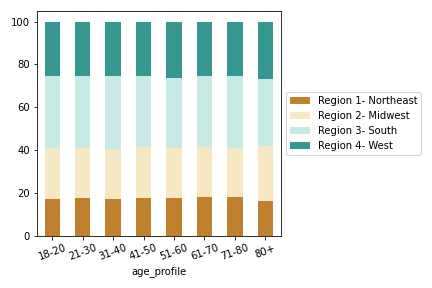 100
80
60
40
20
0
18-20 21-30 31-40 41-50 51-60 61-70 71-80 80+
age_profile
Region 1- Northeast
Region 2- Midwest
Region 3- South
Region 4- West